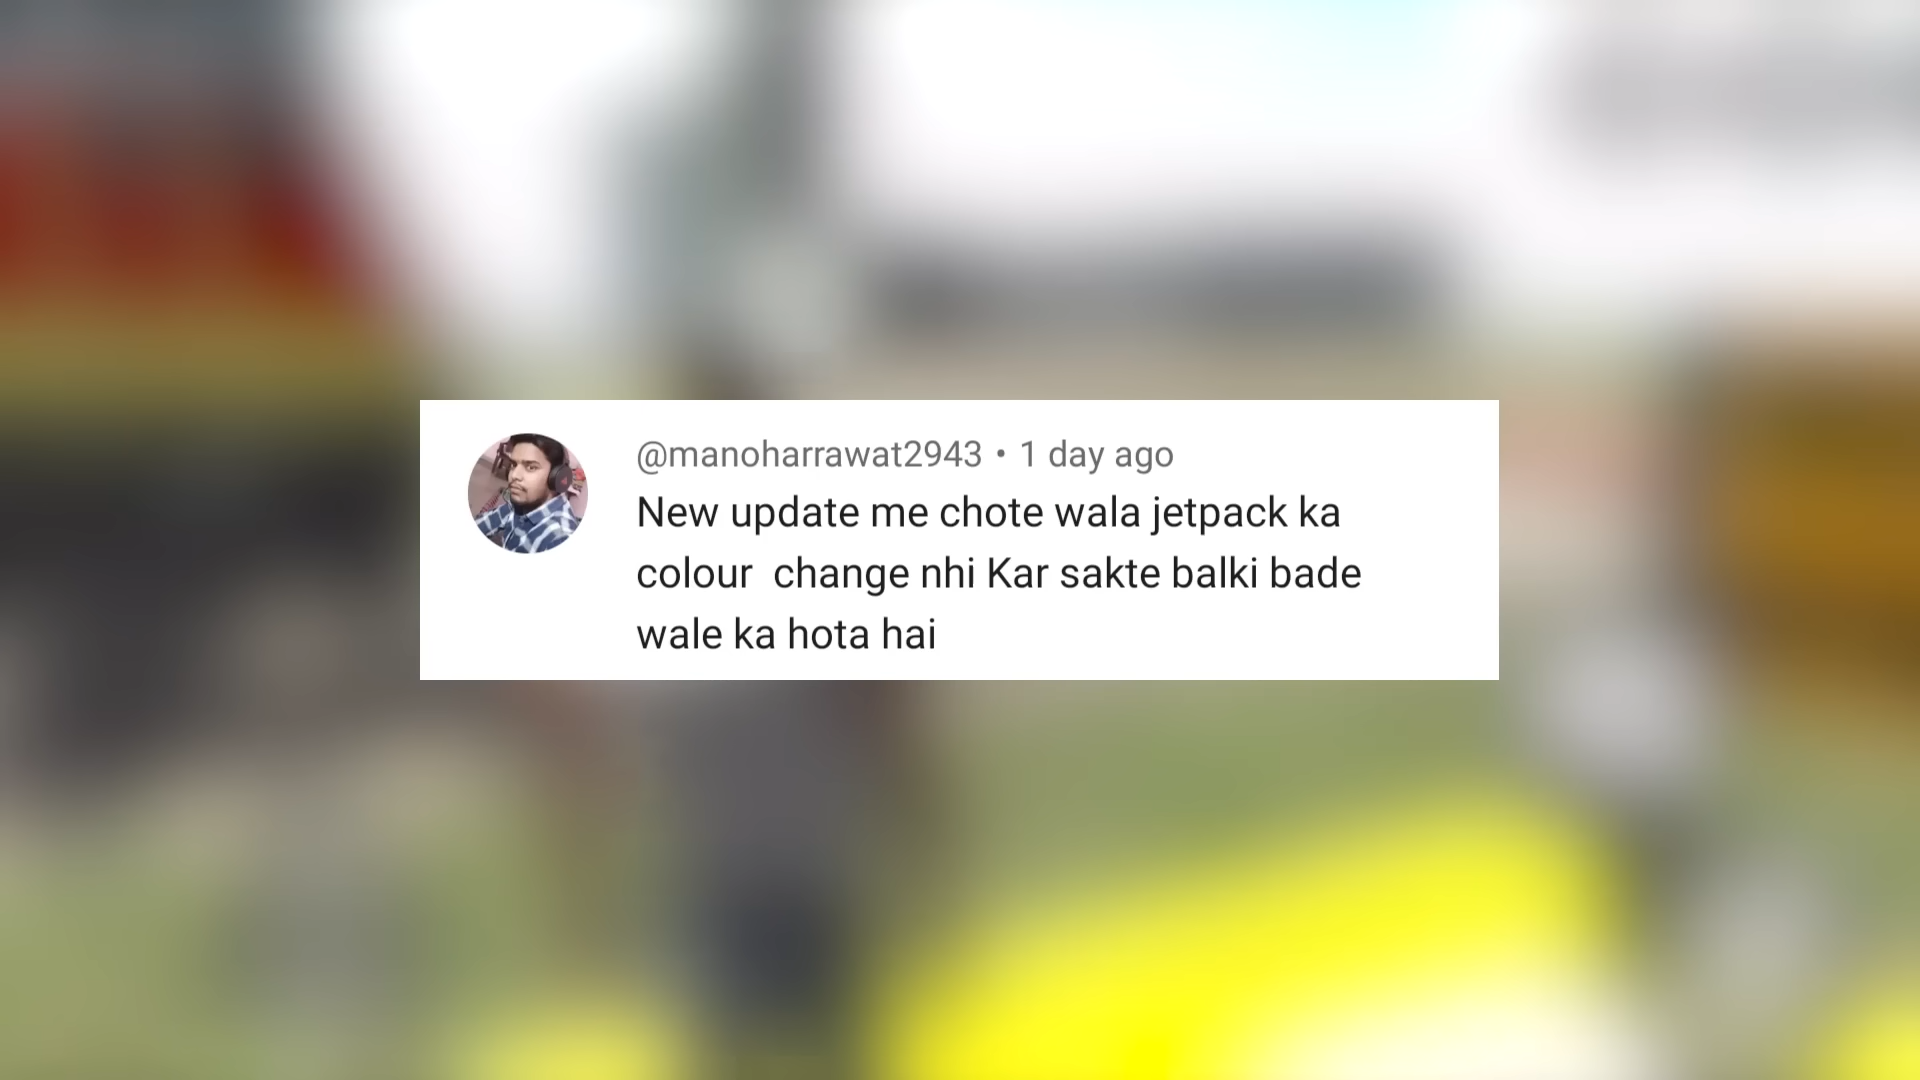 @manoharrawat2943 • 1 day ago
New update me chote wala jetpack ka
colour  change nhi Kar sakte balki bade
wale ka hota hai